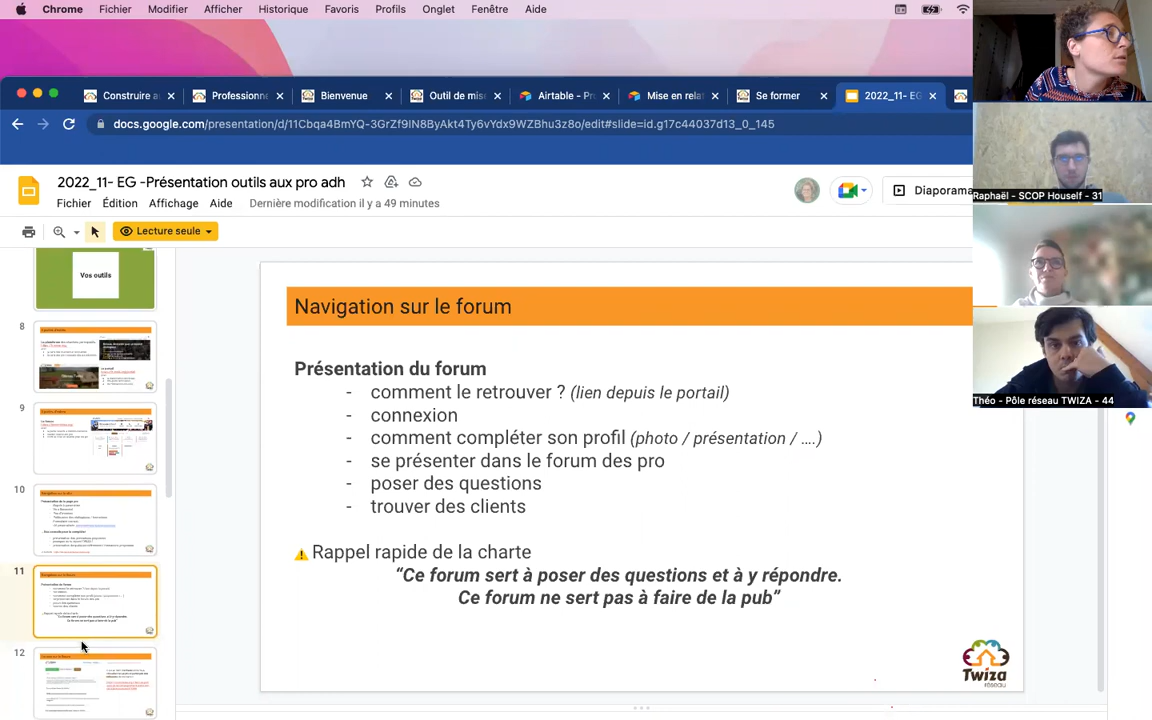 Chrome Fichier Modifier Afficher Historique Favoris Profils Onglet Fenêtre Aide
Construire a
Professionne
Bienvenue
Outil de mis
Airtable - Pr
Mise en rela
Se former
2022_11- EG
docs.google.com/presentation/d/11Cbqa4BmYQ-3GrZf9IN8ByAkt4Ty6vYdx9WZBhu3z8o/edit#slide=id.g17c44037d13_0_145
Raphaël - SCOP Houself - 31
2022_11- EG -Présentation outils aux pro adh
Diaporama
Fichier Édition Affichage Aide Dernière modification il y a 49 minutes
Lecture seule
Vos outils
8
9
10
11
12
Navigation sur le forum
Présentation du forum
- comment le retrouver ? (lien depuis le portail)
- connexion
- comment compléter son profil (photo / présentation / ....)
- se présenter dans le forum des pro
- poser des questions
- trouver des clients
Rappel rapide de la charte
“Ce forum sert à poser des questions et à y répondre.
Ce forum ne sert pas à faire de la pub”
Twiza
réseau
Théo - Pôle réseau TWIZA - 44